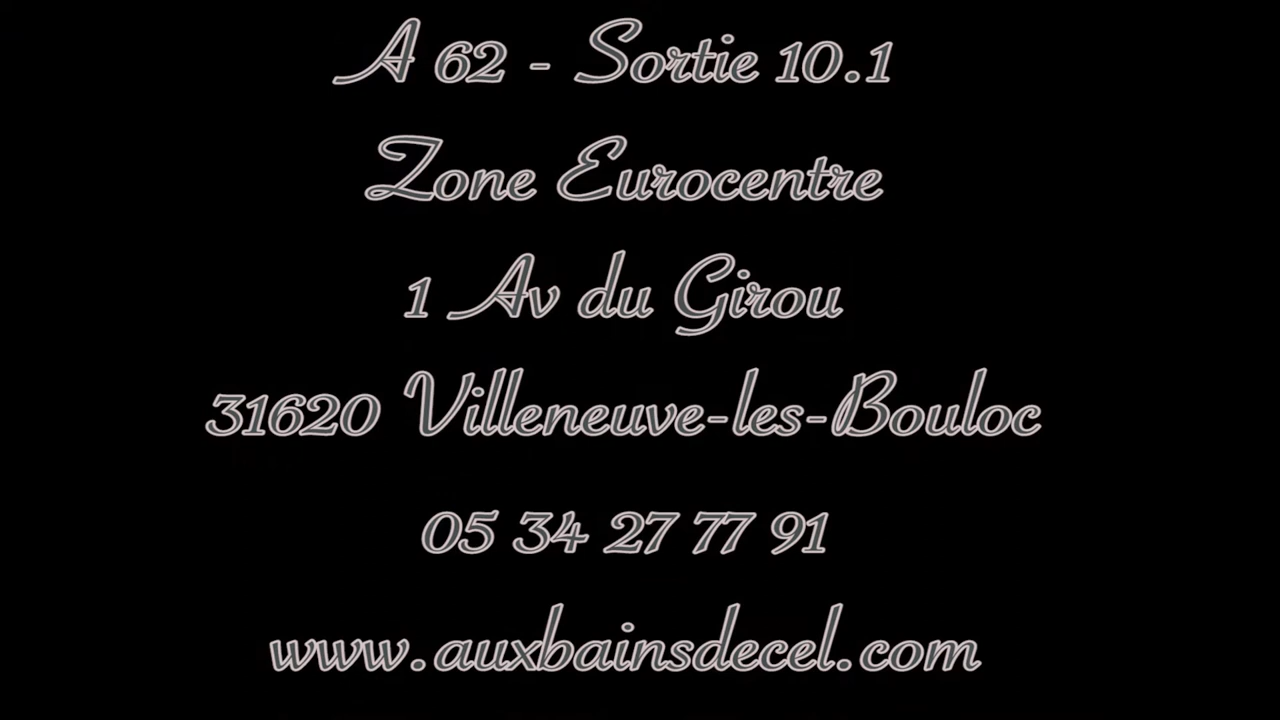 A 62 - Sortie 10.1
Zone Eurocentre
1 Av du Girou
31620 Villeneuve-les-Bouloc
05 34 27 77 91
www.auxbainsdecel.com